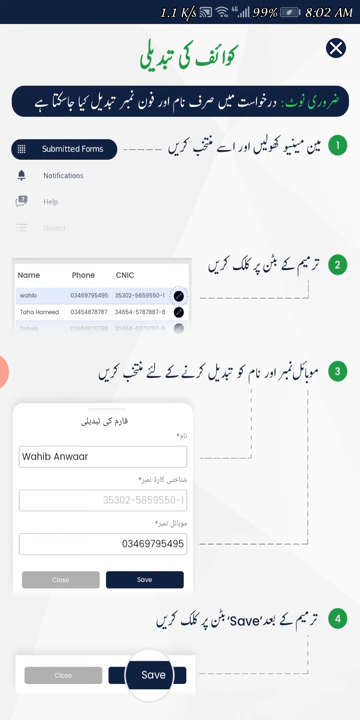 1.1 K/s 4G 99% 8:02 AM
کوائف کی تبدیلی
ضروری نوٹ: درخواست میں صرف نام اور فون نمبر تبدیل کیا جاسکتا ہے
1 مین مینیو کھولیں اور اسے منتخب کریں
Submitted Forms
Notifications
Help
Unsent
2 ترمیم کے بٹن پر کلک کریں
Name Phone CNIC
wahib 03469795495 35302-5659550-1
Taha Hameed 03454878787 34654-5787887-8
3 موبائل نمبر اور نام کو تبدیل کرنے کے لئے منتخب کریں
فارم کی تبدیلی
نام*
Wahib Anwaar
شناختی کارڈ نمبر*
35302-5659550-1
موبائل نمبر*
03469795495
Close Save
4 ترمیم کے بعد 'Save' بٹن پر کلک کریں
Close Save